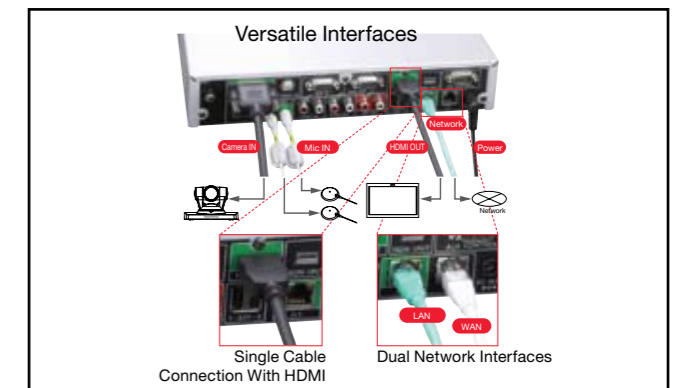 Versatile Interfaces
Camera IN
Mic IN
HDMI OUT
Network
Power
Network
LAN
WAN
Single Cable
Connection With HDMI
Dual Network Interfaces